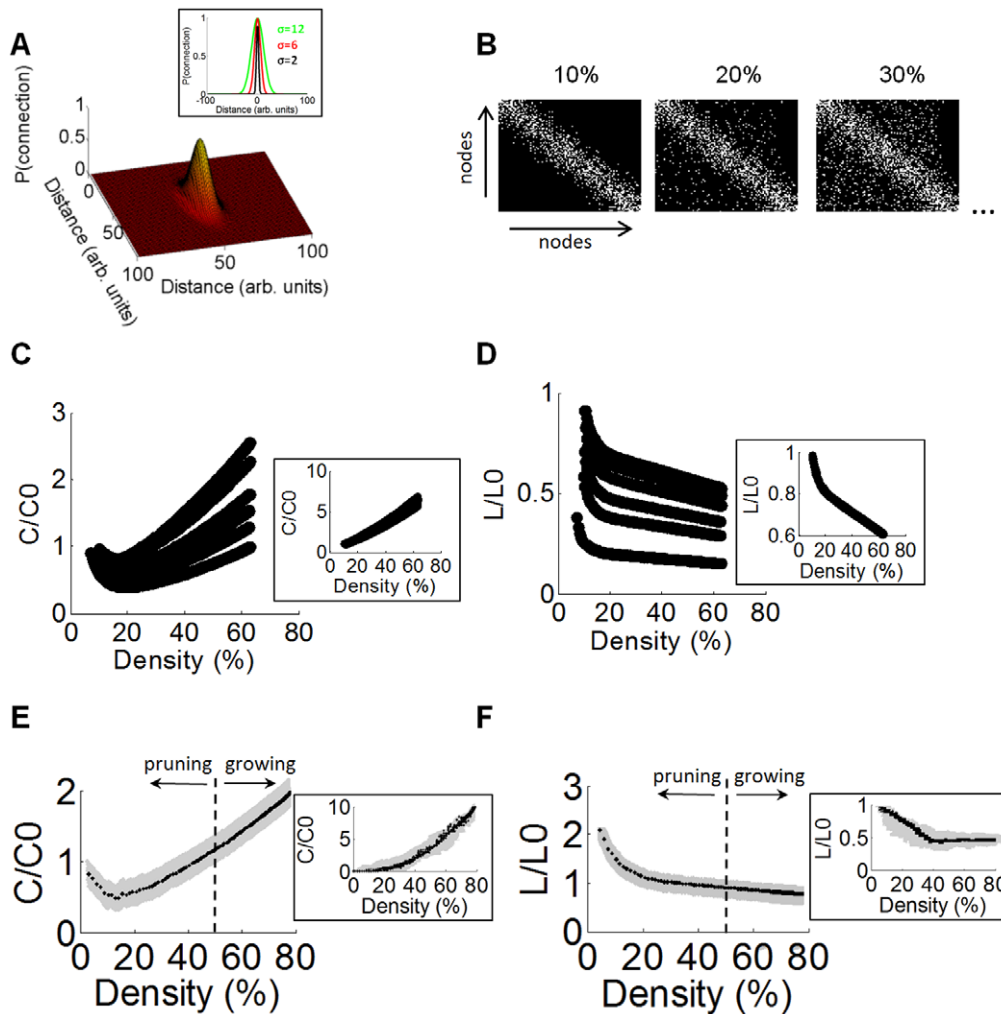 A
P(connection)
1
0.5
0
σ=12
σ=6
σ=2
-100
0
100
Distance (arb. units)
P(connection)
1
0.5
0
0
50
100
Distance (arb. units)
50
100
Distance (arb. units)
B
10%
20%
30%
nodes
nodes
...
C
C/C0
3
2
1
0
0
20
40
60
80
Density (%)
C/C0
10
5
0
0
20
40
60
80
Density (%)
D
L/L0
1
0.5
0
0
20
40
60
80
Density (%)
L/L0
1
0.8
0.6
0
20
40
60
80
Density (%)
E
pruning
growing
C/C0
2
1
0
0
20
40
60
80
Density (%)
C/C0
10
5
0
0
20
40
60
80
Density (%)
F
pruning
growing
L/L0
3
2
1
0
0
20
40
60
80
Density (%)
L/L0
1
0.5
0
0
20
40
60
80
Density (%)